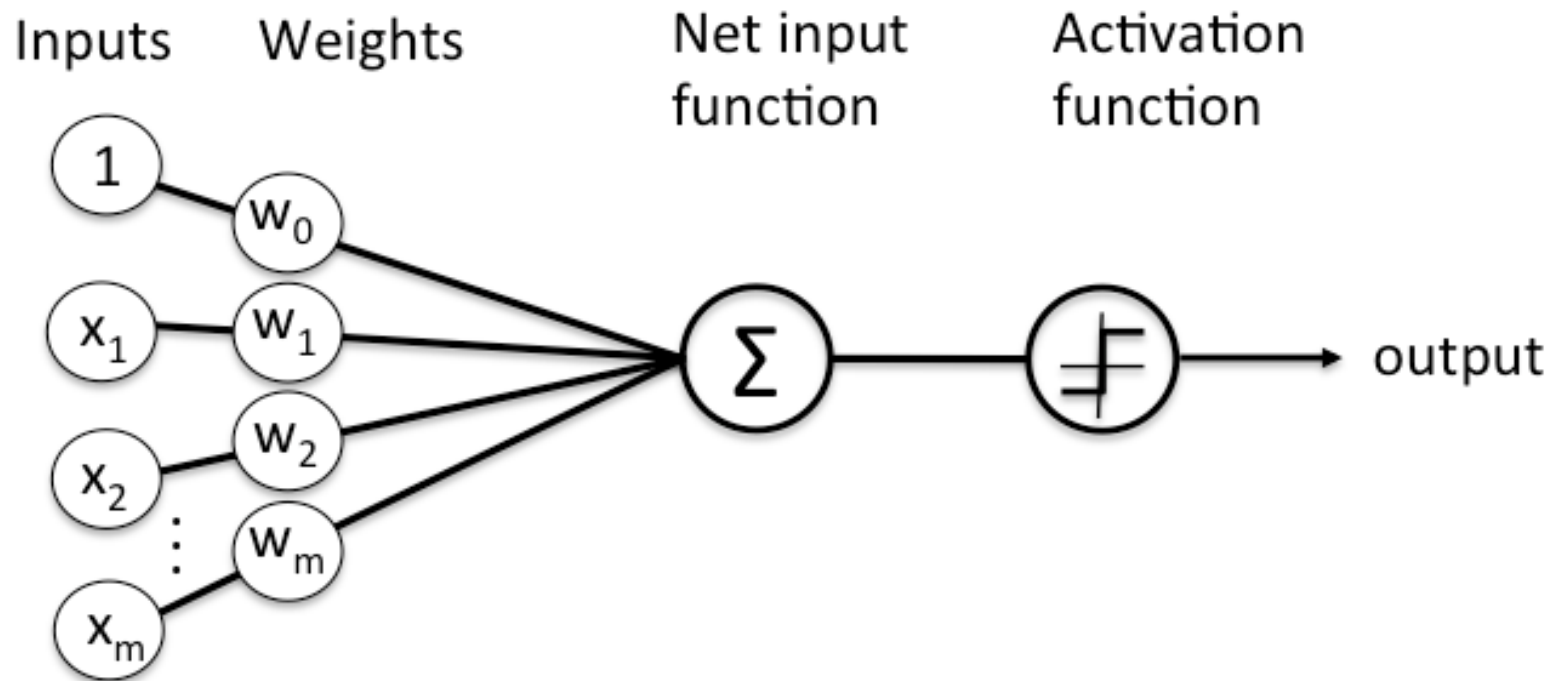 Inputs
Weights
Net input
function
Activation
function
1
w₀
x₁
w₁
x₂
w₂
⋮
xₘ
wₘ
Σ
output